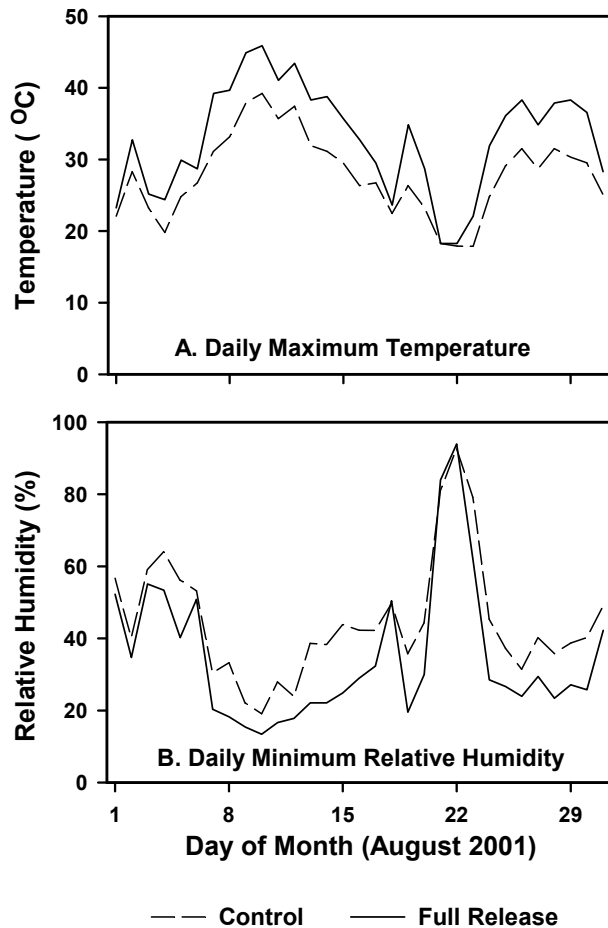 50
40
30
20
10
0
Temperature ( OC)
A. Daily Maximum Temperature
100
80
60
40
20
0
Relative Humidity (%)
B. Daily Minimum Relative Humidity
1 8 15 22 29
Day of Month (August 2001)
Control Full Release